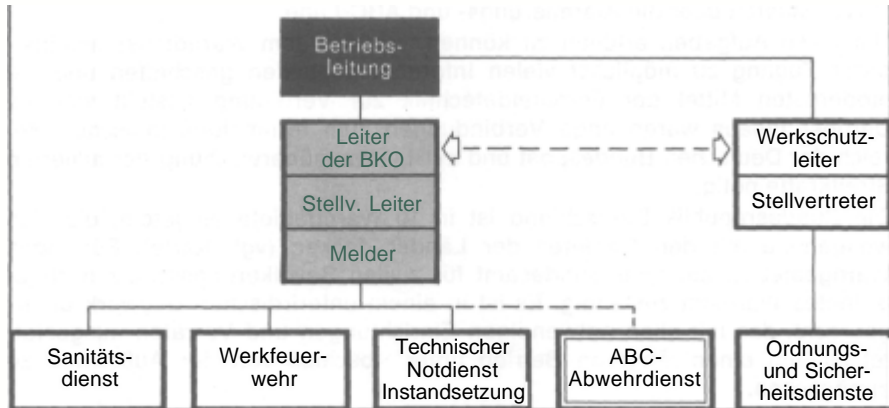 Betriebs-
leitung
Leiter
der BKO
Stellv. Leiter
Melder
Werkschutz-
leiter
Stellvertreter
Sanitäts-
dienst
Werkfeuer-
wehr
Technischer
Notdienst
Instandsetzung
ABC-
Abwehrdienst
Ordnungs-
und Sicher-
heitsdienste